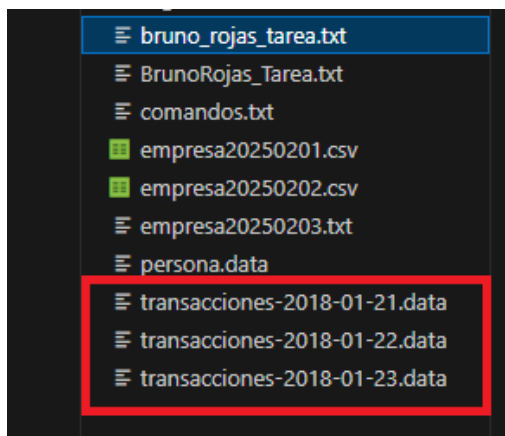 bruno_rojas_tarea.txt
BrunoRojas_Tarea.txt
comandos.txt
empresa20250201.csv
empresa20250202.csv
empresa20250203.txt
persona.data
transacciones-2018-01-21.data
transacciones-2018-01-22.data
transacciones-2018-01-23.data